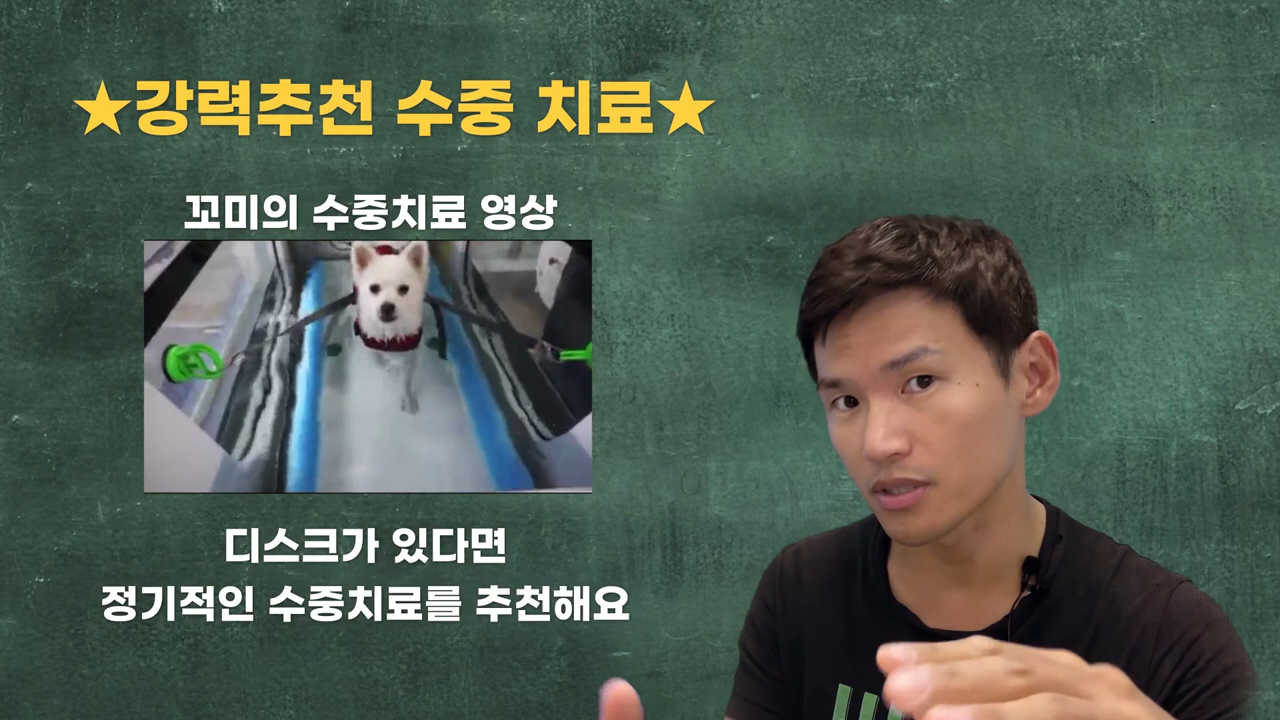 ★강력추천 수중 치료★
꼬미의 수중치료 영상
디스크가 있다면
정기적인 수중치료를 추천해요